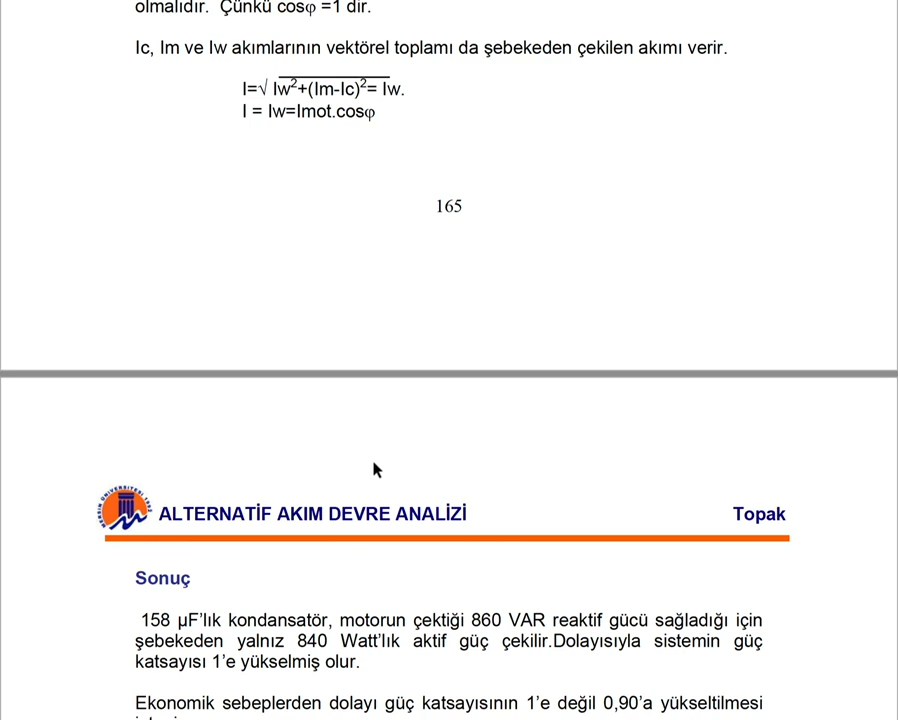 olmalıdır. Çünkü cosφ =1 dir.
Ic, Im ve Iw akımlarının vektörel toplamı da şebekeden çekilen akımı verir.
I=√ Iw²+(Im-Ic)²= Iw.
I = Iw=Imot.cosφ
165
ALTERNATİF AKIM DEVRE ANALİZİ Topak
Sonuç
158 µF’lık kondansatör, motorun çektiği 860 VAR reaktif gücü sağladığı için
şebekeden yalnız 840 Watt’lık aktif güç çekilir.Dolayısıyla sistemin güç
katsayısı 1’e yükselmiş olur.
Ekonomik sebeplerden dolayı güç katsayısının 1’e değil 0,90’a yükseltilmesi